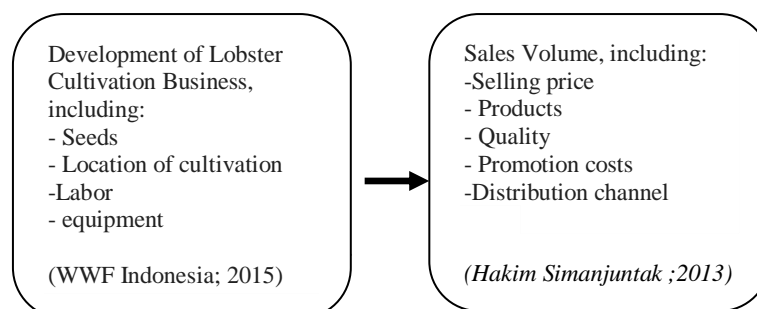 Development of Lobster
Cultivation Business,
including:
- Seeds
- Location of cultivation
-Labor
- equipment
(WWF Indonesia; 2015)
Sales Volume, including:
-Selling price
- Products
- Quality
- Promotion costs
-Distribution channel
(Hakim Simanjuntak ;2013)